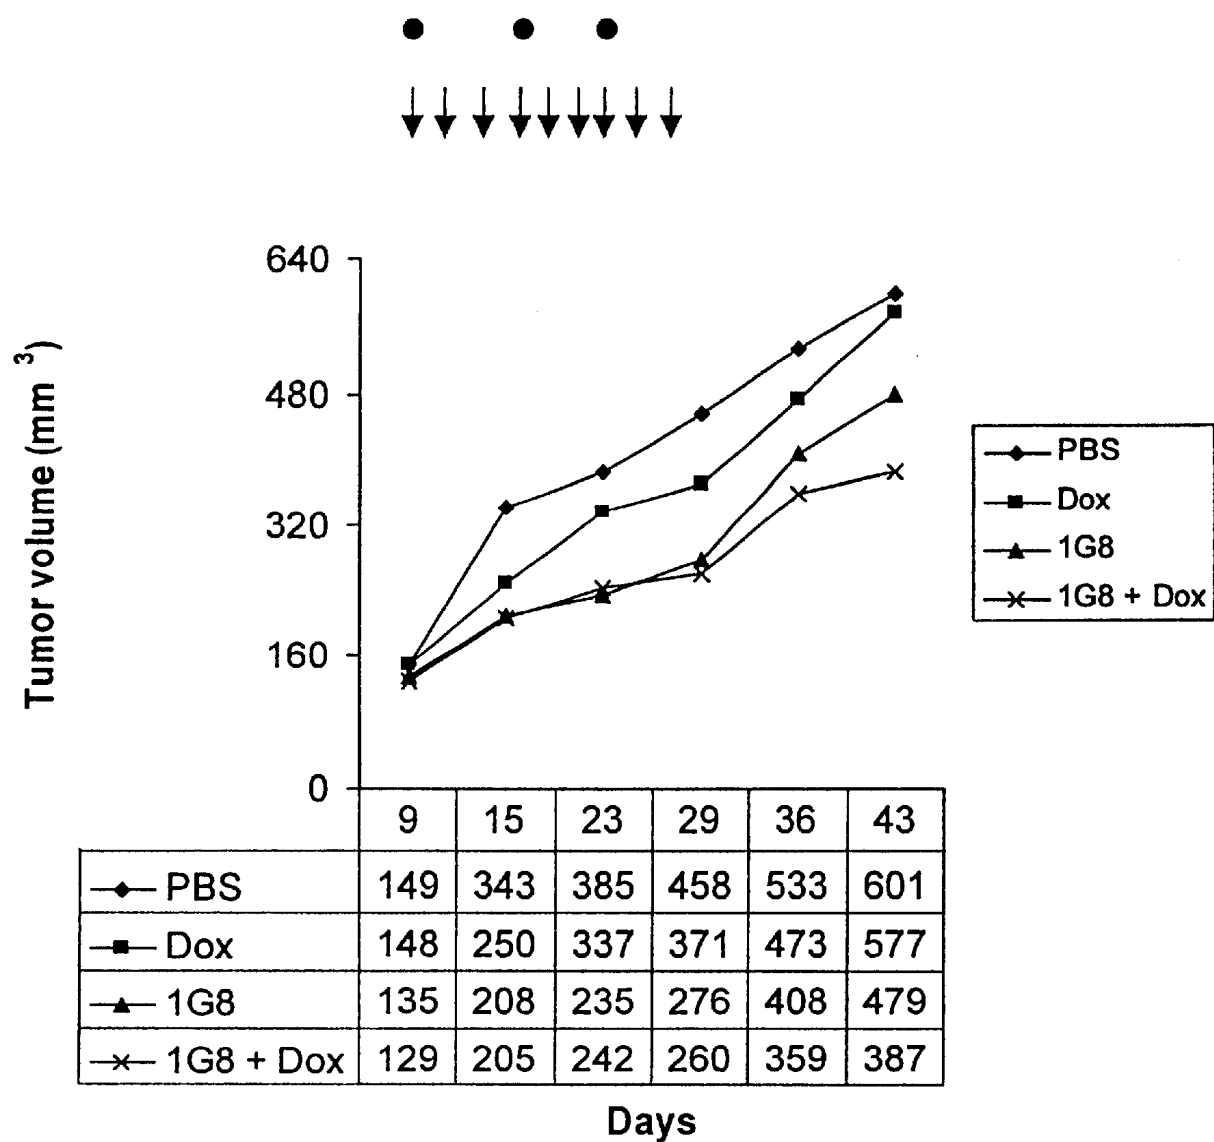 640
480
320
160
0
Tumor volume (mm ³)
PBS
Dox
1G8
1G8 + Dox
9 15 23 29 36 43
PBS 149 343 385 458 533 601
Dox 148 250 337 371 473 577
1G8 135 208 235 276 408 479
1G8 + Dox 129 205 242 260 359 387
Days